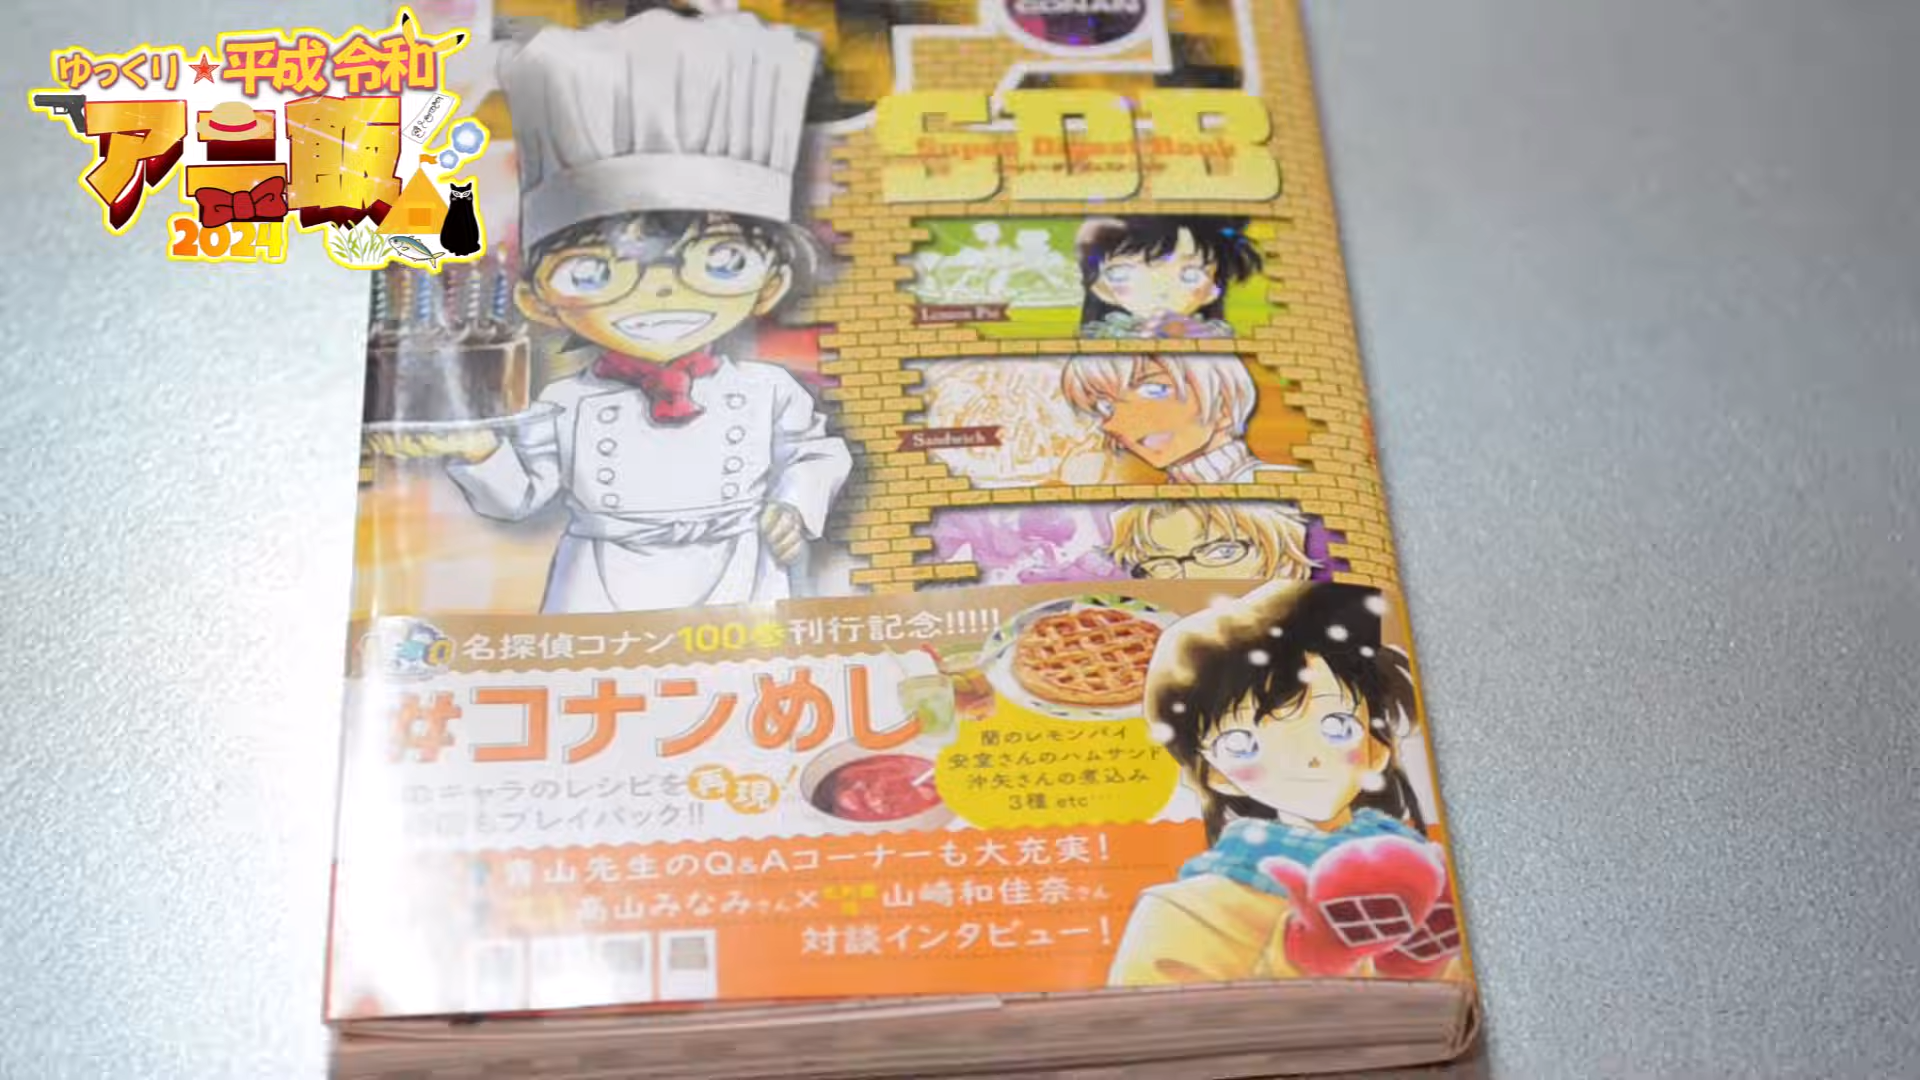 ゆっくり★平成令和
アニ飯
2024
CONAN
SDB
Super Digest Book
Lemon Pie
Sandwich
名探偵コナン100巻刊行記念!!!!!
#コナンめし
キャラのレシピを再現!
もプレイバック!!
蘭のレモンパイ
安室さんのハムサンド
沖矢さんの煮込み
3種 etc…
青山先生のQ&Aコーナーも大充実!
高山みなみさん×山崎和佳奈さん
対談インタビュー!